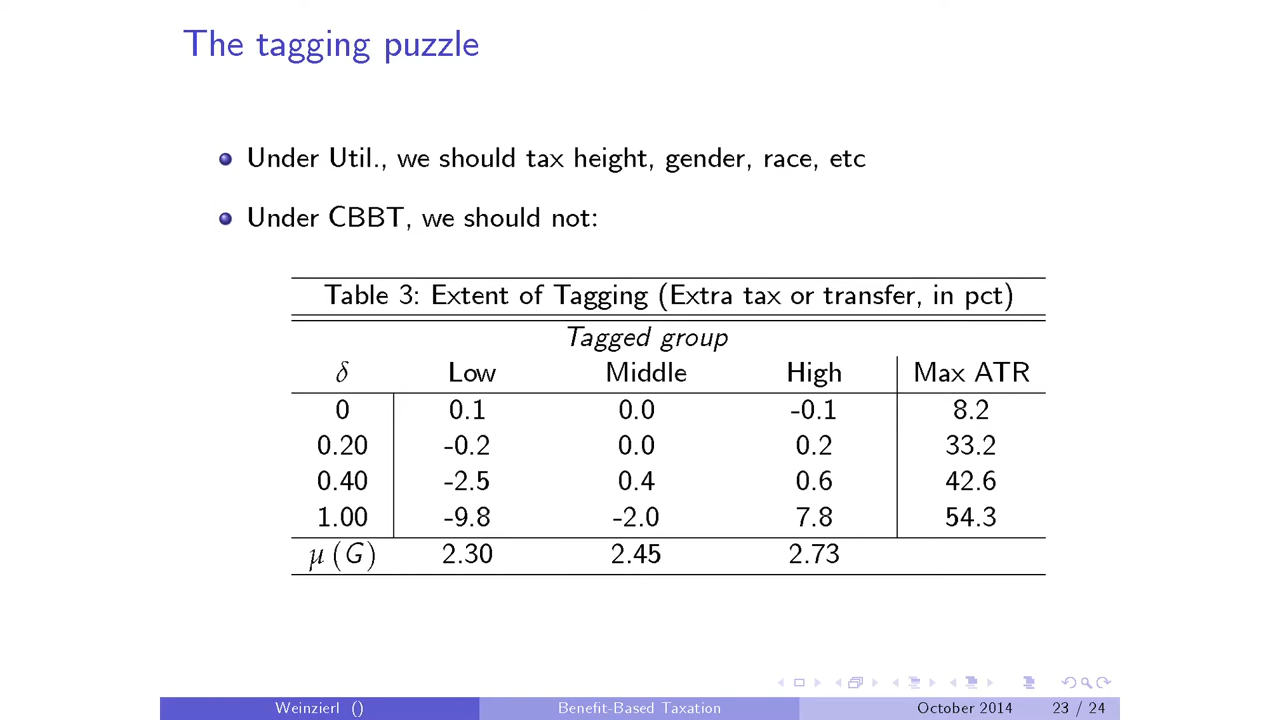 The tagging puzzle
Under Util., we should tax height, gender, race, etc
Under CBBT, we should not:
Table 3: Extent of Tagging (Extra tax or transfer, in pct)
Tagged group
δ Low Middle High Max ATR
0 0.1 0.0 -0.1 8.2
0.20 -0.2 0.0 0.2 33.2
0.40 -2.5 0.4 0.6 42.6
1.00 -9.8 -2.0 7.8 54.3
μ (G) 2.30 2.45 2.73
Weinzierl () Benefit-Based Taxation October 2014 23 / 24